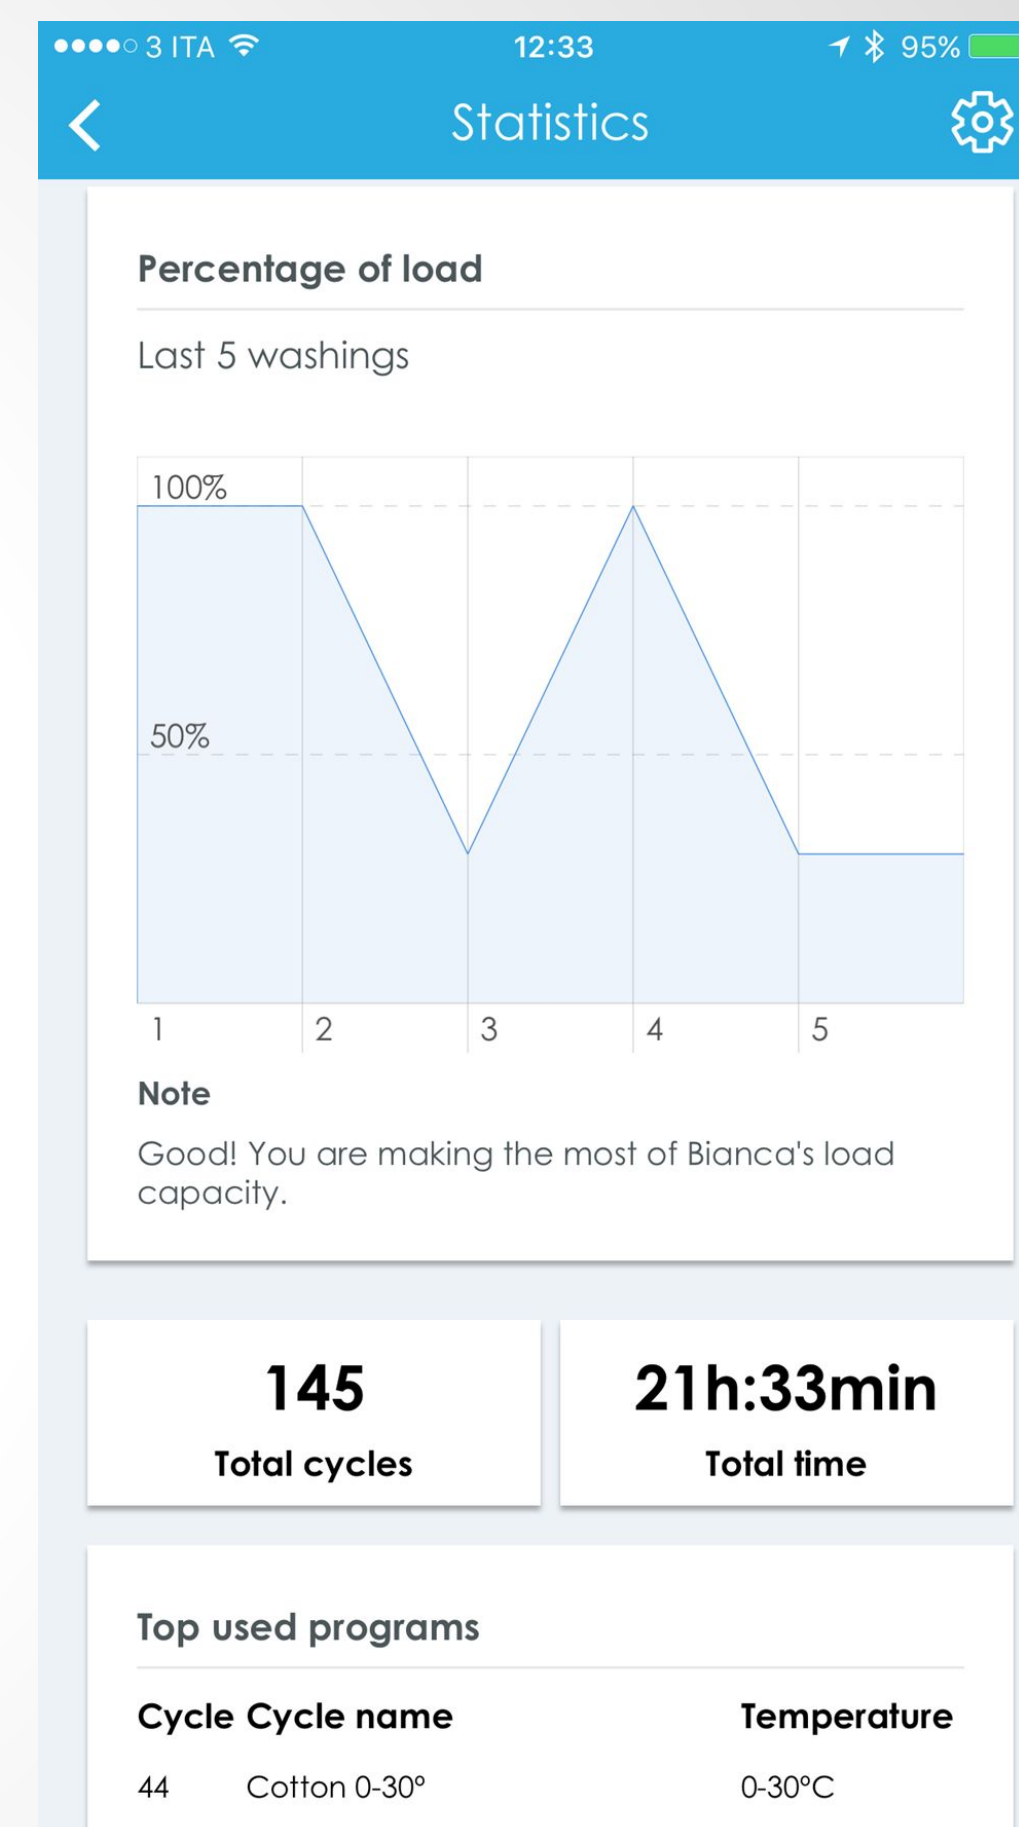 3 ITA 12:33 95%
Statistics
Percentage of load
Last 5 washings
100%
50%
1 2 3 4 5
Note
Good! You are making the most of Bianca's load
capacity.
145 21h:33min
Total cycles Total time
Top used programs
Cycle Cycle name Temperature
44 Cotton 0-30º 0-30ºC